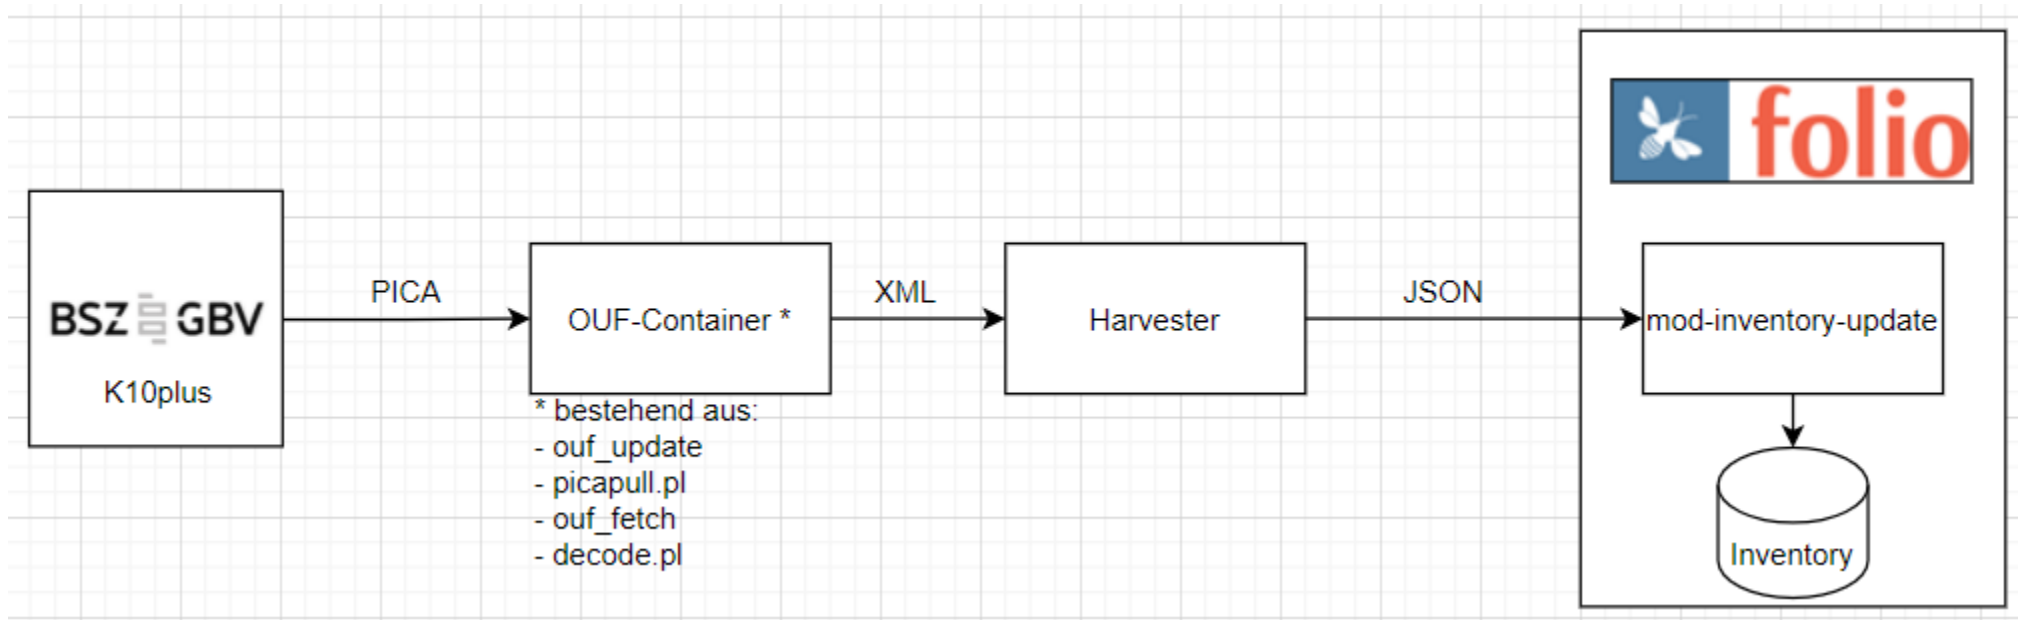 folio
BSZ GBV
K10plus
PICA
OUF-Container *
XML
Harvester
JSON
mod-inventory-update
* bestehend aus:
- ouf_update
- picapull.pl
- ouf_fetch
- decode.pl
Inventory